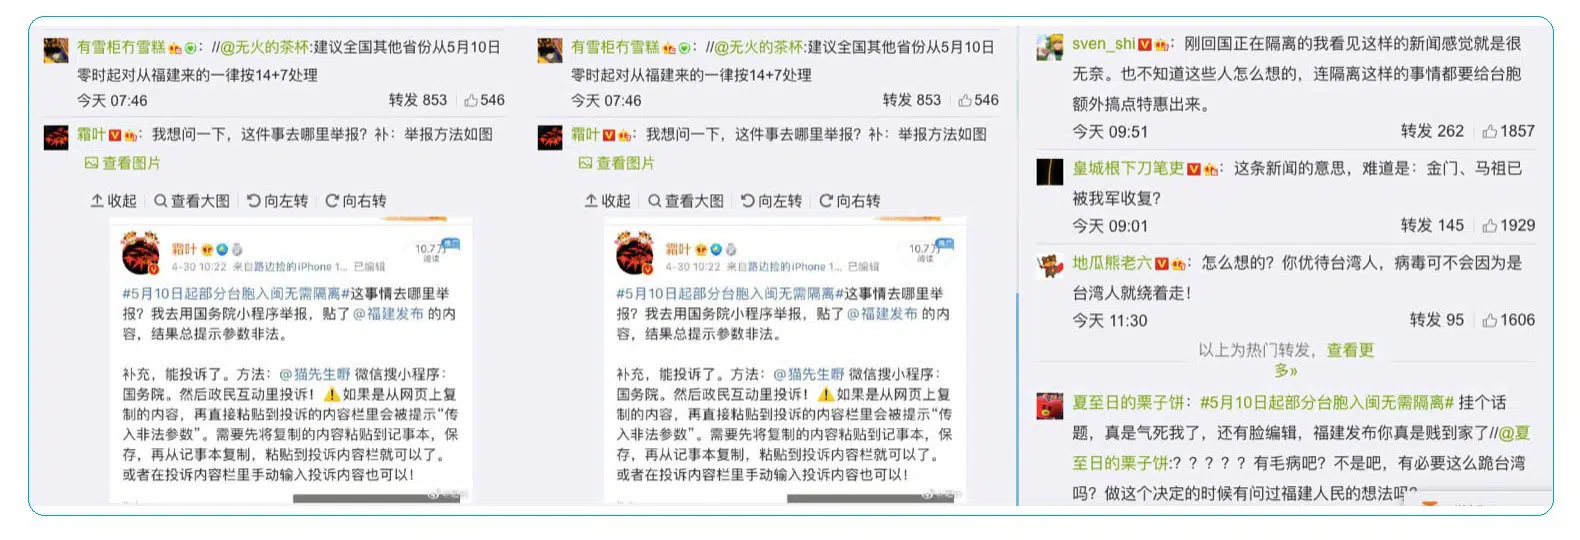 有雪柜冇雪糕：//@无火的茶杯:建议全国其他省份从5月10日
零时起对从福建来的一律按14+7处理
今天 07:46 转发 853 546
霜叶：我想问一下，这件事去哪里举报？补：举报方法如图
查看图片
收起 查看大图 向左转 向右转
霜叶
10.7万
阅读
推广
4-30 10:22 来自路边捡的iPhone 1... 已编辑
#5月10日起部分台胞入闽无需隔离#这事情去哪里举
报？我去用国务院小程序举报，贴了@福建发布 的内
容，结果总提示参数非法。
补充，能投诉了。方法：@猫先生嘢 微信搜小程序：
国务院。然后政民互动里投诉！⚠️如果是从网页上复
制的内容，再直接粘贴到投诉的内容栏里会被提示“传
入非法参数”。需要先将复制的内容粘贴到记事本，保
存，再从记事本复制，粘贴到投诉内容栏就可以了。
或者在投诉内容栏里手动输入投诉内容也可以！
有雪柜冇雪糕：//@无火的茶杯:建议全国其他省份从5月10日
零时起对从福建来的一律按14+7处理
今天 07:46 转发 853 546
霜叶：我想问一下，这件事去哪里举报？补：举报方法如图
查看图片
收起 查看大图 向左转 向右转
霜叶
10.7万
阅读
推广
4-30 10:22 来自路边捡的iPhone 1... 已编辑
#5月10日起部分台胞入闽无需隔离#这事情去哪里举
报？我去用国务院小程序举报，贴了@福建发布 的内
容，结果总提示参数非法。
补充，能投诉了。方法：@猫先生嘢 微信搜小程序：
国务院。然后政民互动里投诉！⚠️如果是从网页上复
制的内容，再直接粘贴到投诉的内容栏里会被提示“传
入非法参数”。需要先将复制的内容粘贴到记事本，保
存，再从记事本复制，粘贴到投诉内容栏就可以了。
或者在投诉内容栏里手动输入投诉内容也可以！
sven_shi：刚回国正在隔离的我看见这样的新闻感觉就是很
无奈。也不知道这些人怎么想的，连隔离这样的事情都要给台胞
额外搞点特惠出来。
今天 09:51 转发 262 1857
皇城根下刀笔吏：这条新闻的意思，难道是：金门、马祖已
被我军收复？
今天 09:01 转发 145 1929
地瓜熊老六：怎么想的？你优待台湾人，病毒可不会因为是
台湾人就绕着走！
今天 11:30 转发 95 1606
以上为热门转发，查看更
多»
夏至日的栗子饼：#5月10日起部分台胞入闽无需隔离# 挂个话
题，真是气死我了，还有脸编辑，福建发布你真是贱到家了//@夏
至日的栗子饼:？？？？？有毛病吧？不是吧，有必要这么跪台湾
吗？做这个决定的时候有问过福建人民的想法吗？